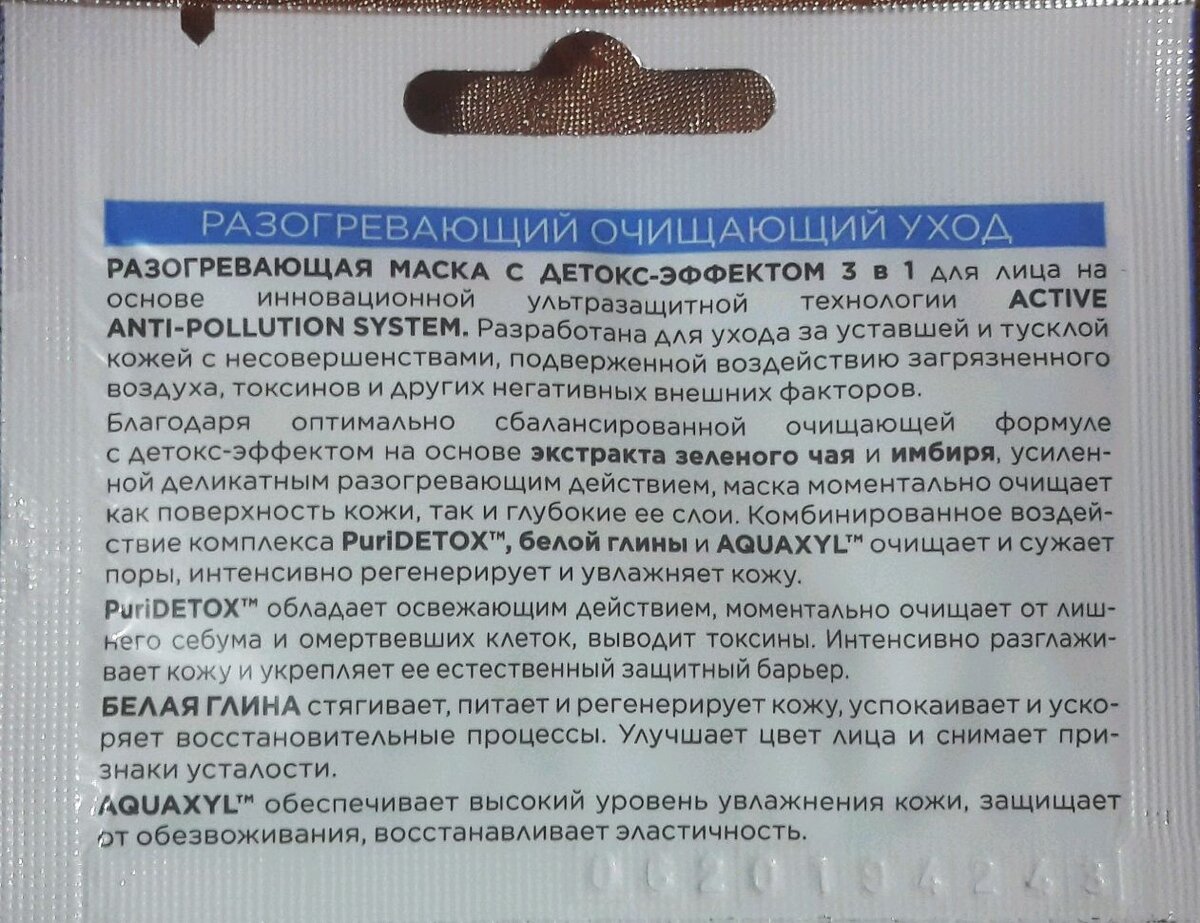 РАЗОГРЕВАЮЩИЙ ОЧИЩАЮЩИЙ УХОД
РАЗОГРЕВАЮЩАЯ МАСКА С ДЕТОКС-ЭФФЕКТОМ 3 в 1 для лица на
основе инновационной ультразащитной технологии ACTIVE
ANTI-POLLUTION SYSTEM. Разработана для ухода за уставшей и тусклой
кожей с несовершенствами, подверженной воздействию загрязненного
воздуха, токсинов и других негативных внешних факторов.
Благодаря оптимально сбалансированной очищающей формуле
с детокс-эффектом на основе экстракта зеленого чая и имбиря, усилен-
ной деликатным разогревающим действием, маска моментально очищает
как поверхность кожи, так и глубокие ее слои. Комбинированное воздей-
ствие комплекса PuriDETOX™, белой глины и AQUAXYL™ очищает и сужает
поры, интенсивно регенерирует и увлажняет кожу.
PuriDETOX™ обладает освежающим действием, моментально очищает от лиш-
него себума и омертвевших клеток, выводит токсины. Интенсивно разглажи-
вает кожу и укрепляет ее естественный защитный барьер.
БЕЛАЯ ГЛИНА стягивает, питает и регенерирует кожу, успокаивает и уско-
ряет восстановительные процессы. Улучшает цвет лица и снимает при-
знаки усталости.
AQUAXYL™ обеспечивает высокий уровень увлажнения кожи, защищает
от обезвоживания, восстанавливает эластичность.